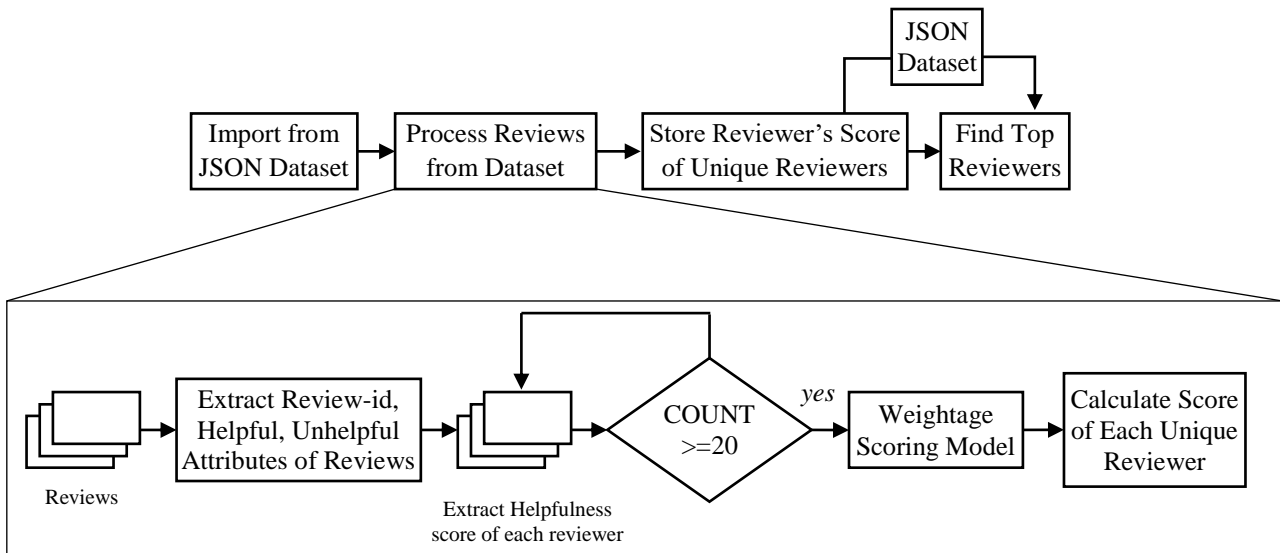 JSON
Dataset
Import from
JSON Dataset
Process Reviews
from Dataset
Store Reviewer’s Score
of Unique Reviewers
Find Top
Reviewers
Reviews
Extract Review-id,
Helpful, Unhelpful
Attributes of Reviews
Extract Helpfulness
score of each reviewer
COUNT
>=20
yes
Weightage
Scoring Model
Calculate Score
of Each Unique
Reviewer